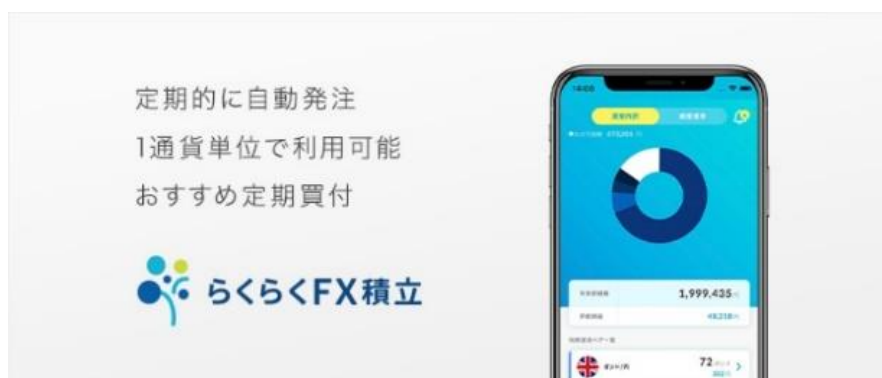 定期的に自動発注
1通貨単位で利用可能
おすすめ定期買付
らくらくFX積立
1,999,435
48,218
72